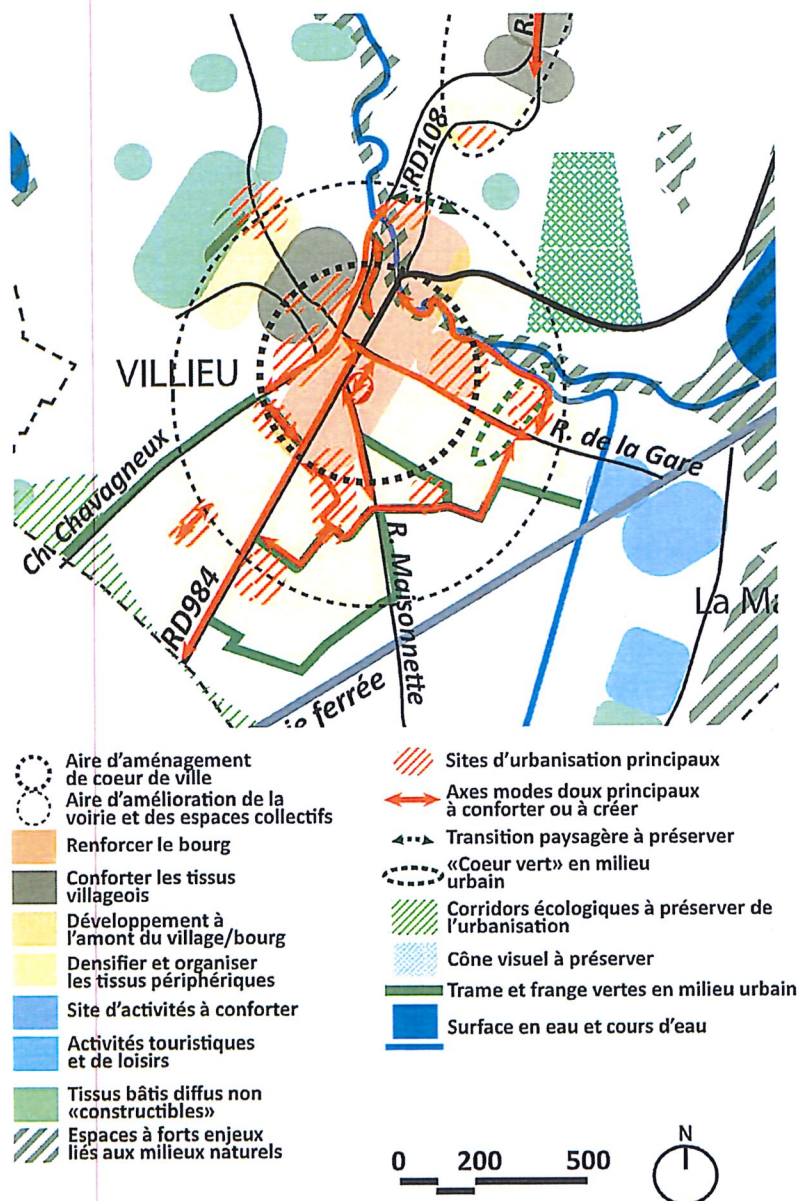 R.
RD108
VILLIEU
R. de la Gare
Ch. Chavagneux
RD984
R. Maisonnette
La Ma
ie ferrée
Aire d'aménagement
de coeur de ville
Aire d'amélioration de la
voirie et des espaces collectifs
Renforcer le bourg
Conforter les tissus
villageois
Développement à
l'amont du village/bourg
Densifier et organiser
les tissus périphériques
Site d'activités à conforter
Activités touristiques
et de loisirs
Tissus bâtis diffus non
«constructibles»
Espaces à forts enjeux
liés aux milieux naturels
Sites d'urbanisation principaux
Axes modes doux principaux
à conforter ou à créer
Transition paysagère à préserver
«Coeur vert» en milieu
urbain
Corridors écologiques à préserver de
l'urbanisation
Cône visuel à préserver
Trame et frange vertes en milieu urbain
Surface en eau et cours d'eau
0 200 500
N